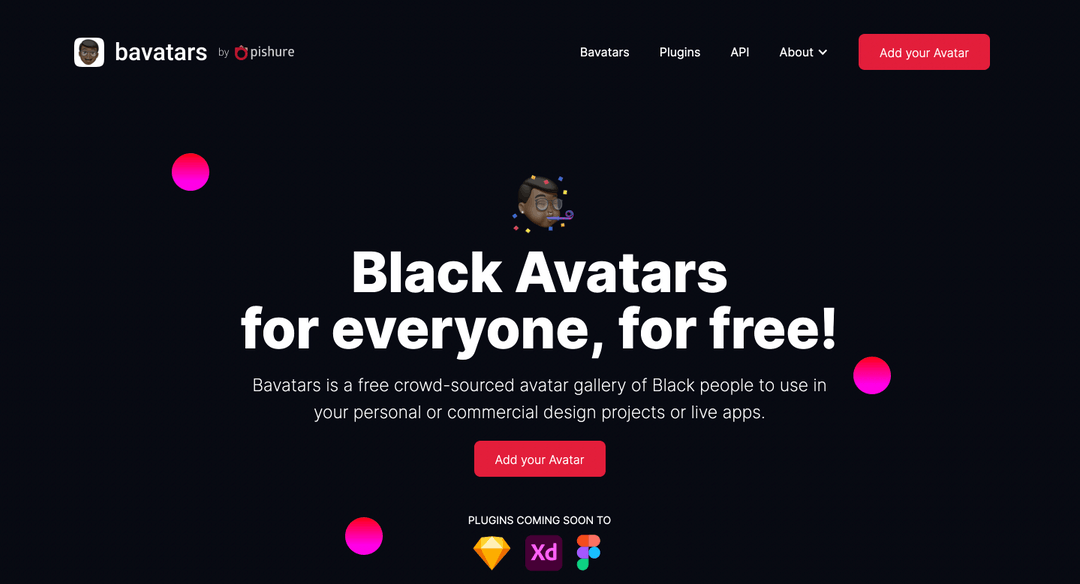 bavatars by pishure
Bavatars Plugins API About Add your Avatar
Black Avatars
for everyone, for free!
Bavatars is a free crowd-sourced avatar gallery of Black people to use in
your personal or commercial design projects or live apps.
Add your Avatar
PLUGINS COMING SOON TO
Xd